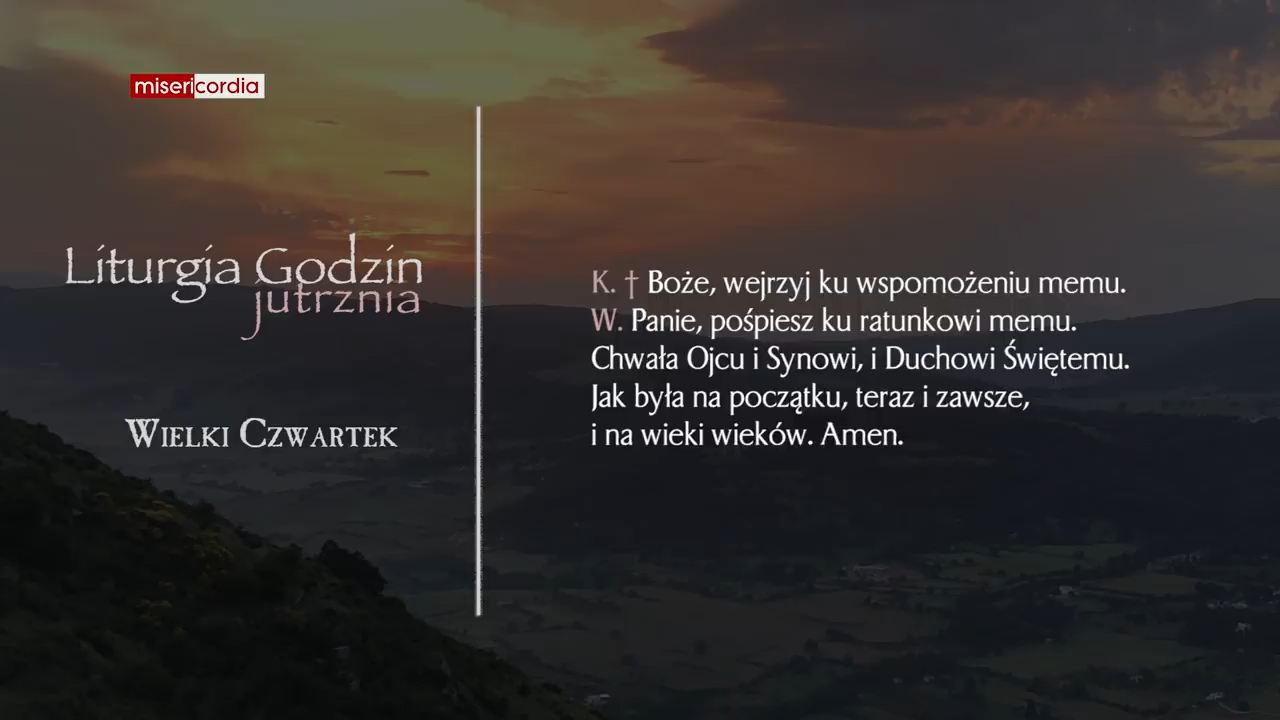 misericordia
Liturgia Godzin
jutrznia
Wielki Czwartek
K. † Boże, wejrzyj ku wspomożeniu memu.
W. Panie, pośpiesz ku ratunkowi memu.
Chwała Ojcu i Synowi, i Duchowi Świętemu.
Jak była na początku, teraz i zawsze,
i na wieki wieków. Amen.